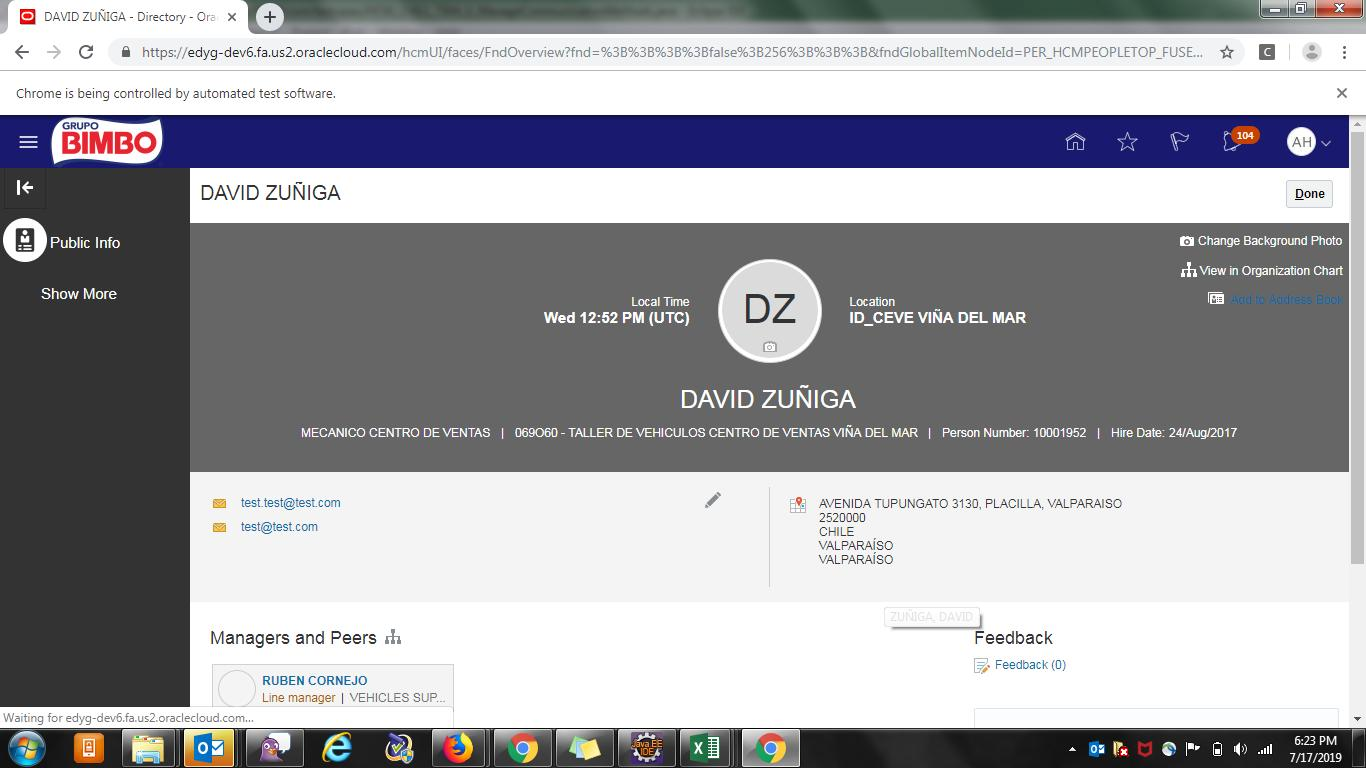 DAVID ZUÑIGA - Directory - Ora
https://edyg-dev6.fa.us2.oraclecloud.com/hcmUI/faces/FndOverview?fnd=%3B%3B%3B%3Bfalse%3B256%3B%3B%3B&fndGlobalItemNodeId=PER_HCMPEOPLETOP_FUSE...
C
Chrome is being controlled by automated test software.
GRUPO
BIMBO
104
AH
DAVID ZUÑIGA
Done
Public Info
Show More
Change Background Photo
View in Organization Chart
Add to Address Book
Local Time
Wed 12:52 PM (UTC)
DZ
Location
ID_CEVE VIÑA DEL MAR
DAVID ZUÑIGA
MECANICO CENTRO DE VENTAS | 069O60 - TALLER DE VEHICULOS CENTRO DE VENTAS VIÑA DEL MAR | Person Number: 10001952 | Hire Date: 24/Aug/2017
test.test@test.com
test@test.com
AVENIDA TUPUNGATO 3130, PLACILLA, VALPARAISO
2520000
CHILE
VALPARAÍSO
VALPARAÍSO
ZUÑIGA, DAVID
Managers and Peers
Feedback
Feedback (0)
RUBEN CORNEJO
Line manager | VEHICLES SUP...
Waiting for edyg-dev6.fa.us2.oraclecloud.com...
Java EE
IDE
6:23 PM
7/17/2019